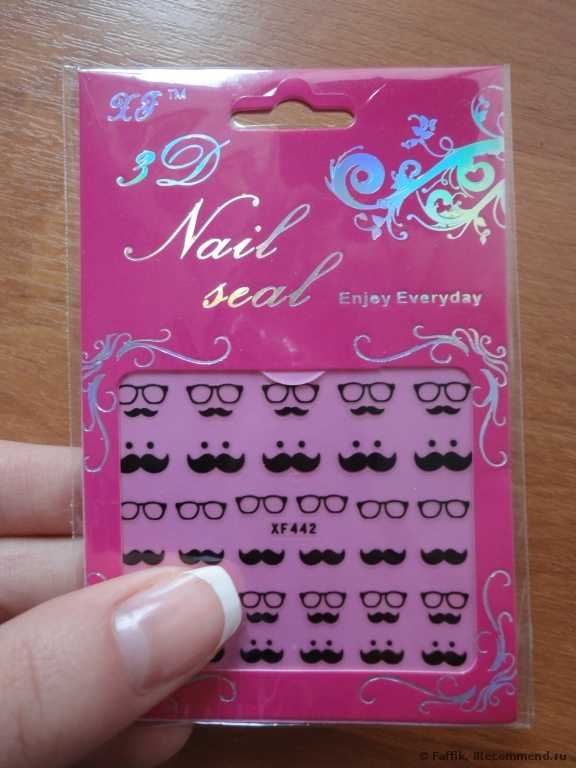 XF™
3D
Nail
seal
Enjoy Everyday
XF442
© Faffik, iRecommend.ru